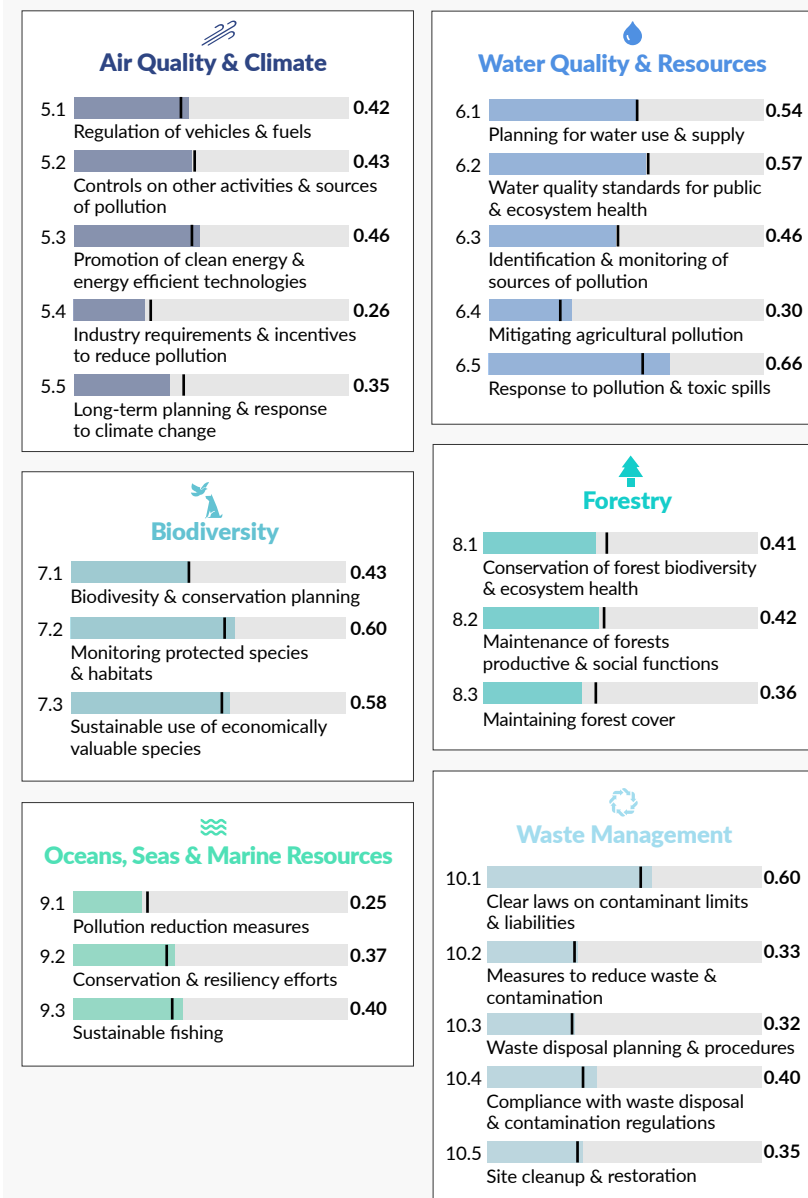 Air Quality & Climate
5.1 0.42
Regulation of vehicles & fuels
5.2 0.43
Controls on other activities & sources
of pollution
5.3 0.46
Promotion of clean energy &
energy efficient technologies
5.4 0.26
Industry requirements & incentives
to reduce pollution
5.5 0.35
Long-term planning & response
to climate change
Water Quality & Resources
6.1 0.54
Planning for water use & supply
6.2 0.57
Water quality standards for public
& ecosystem health
6.3 0.46
Identification & monitoring of
sources of pollution
6.4 0.30
Mitigating agricultural pollution
6.5 0.66
Response to pollution & toxic spills
Biodiversity
7.1 0.43
Biodivesity & conservation planning
7.2 0.60
Monitoring protected species
& habitats
7.3 0.58
Sustainable use of economically
valuable species
Forestry
8.1 0.41
Conservation of forest biodiversity
& ecosystem health
8.2 0.42
Maintenance of forests
productive & social functions
8.3 0.36
Maintaining forest cover
Oceans, Seas & Marine Resources
9.1 0.25
Pollution reduction measures
9.2 0.37
Conservation & resiliency efforts
9.3 0.40
Sustainable fishing
Waste Management
10.1 0.60
Clear laws on contaminant limits
& liabilities
10.2 0.33
Measures to reduce waste &
contamination
10.3 0.32
Waste disposal planning & procedures
10.4 0.40
Compliance with waste disposal
& contamination regulations
10.5 0.35
Site cleanup & restoration